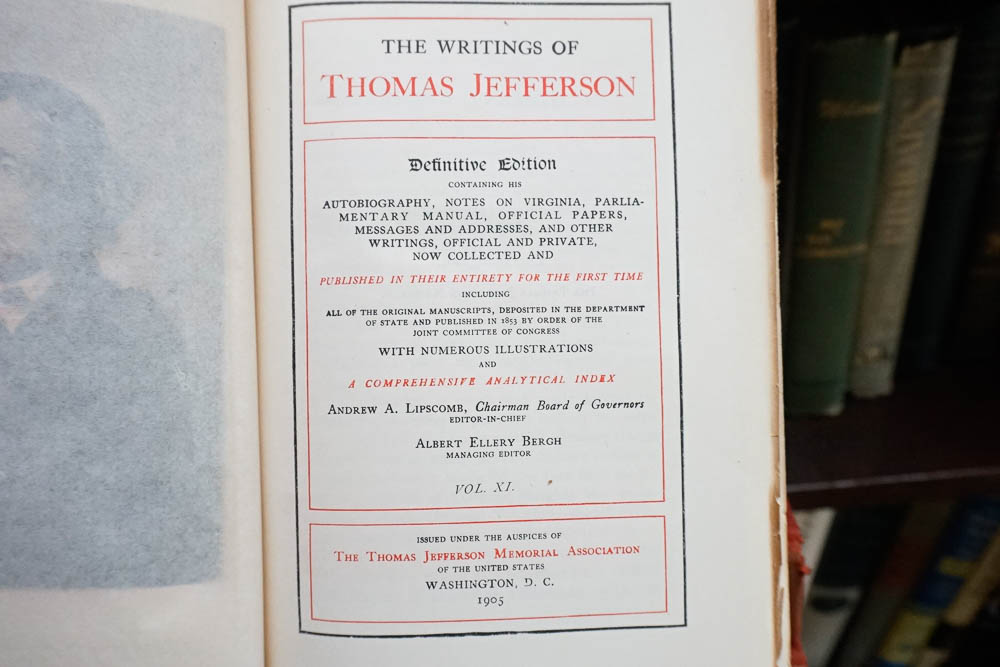 THE WRITINGS OF
THOMAS JEFFERSON
Definitive Edition
CONTAINING HIS
AUTOBIOGRAPHY, NOTES ON VIRGINIA, PARLIA-
MENTARY MANUAL, OFFICIAL PAPERS,
MESSAGES AND ADDRESSES, AND OTHER
WRITINGS, OFFICIAL AND PRIVATE,
NOW COLLECTED AND
PUBLISHED IN THEIR ENTIRETY FOR THE FIRST TIME
INCLUDING
ALL OF THE ORIGINAL MANUSCRIPTS, DEPOSITED IN THE DEPARTMENT
OF STATE AND PUBLISHED IN 1853 BY ORDER OF THE
JOINT COMMITTEE OF CONGRESS
WITH NUMEROUS ILLUSTRATIONS
AND
A COMPREHENSIVE ANALYTICAL INDEX
ANDREW A. LIPSCOMB, Chairman Board of Governors
EDITOR-IN-CHIEF
ALBERT ELLERY BERGH
MANAGING EDITOR
VOL. XI.
ISSUED UNDER THE AUSPICES OF
THE THOMAS JEFFERSON MEMORIAL ASSOCIATION
OF THE UNITED STATES
WASHINGTON, D. C.
1905